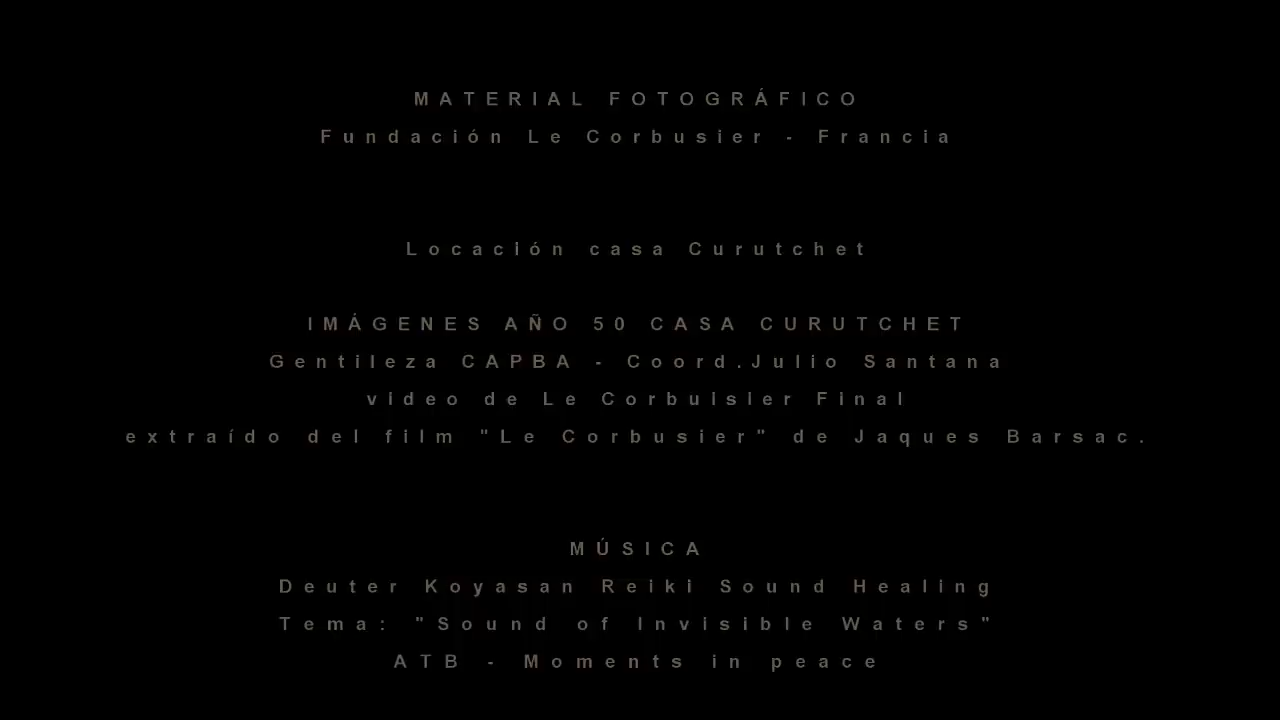 MATERIAL FOTOGRÁFICO
Fundación Le Corbusier - Francia
Locación casa Curutchet
IMÁGENES AÑO 50 CASA CURUTCHET
Gentileza CAPBA - Coord.Julio Santana
video de Le Corbuisier Final
extraído del film "Le Corbusier" de Jaques Barsac.
MÚSICA
Deuter Koyasan Reiki Sound Healing
Tema: "Sound of Invisible Waters"
ATB - Moments in peace